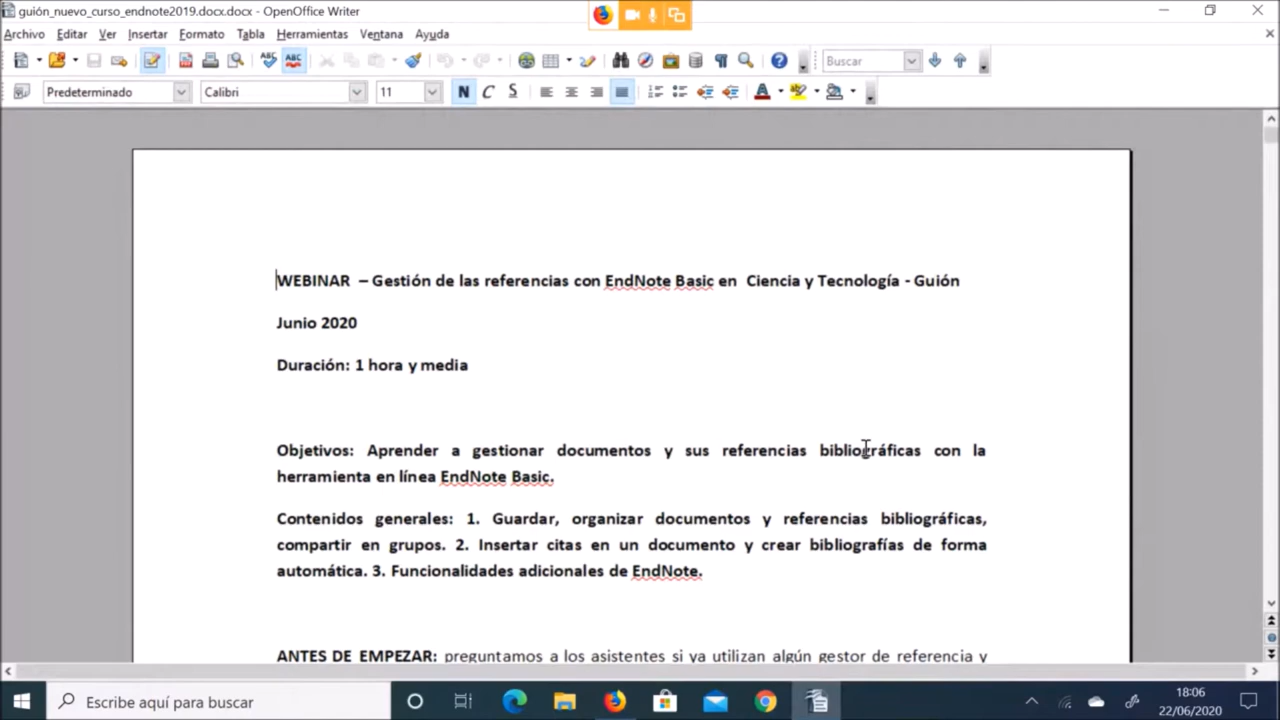 guión_nuevo_curso_endnote2019.docx.docx - OpenOffice Writer
Archivo Editar Ver Insertar Formato Tabla Herramientas Ventana Ayuda
ABC ABC Buscar
Predeterminado Calibri 11 N C S A
WEBINAR – Gestión de las referencias con EndNote Basic en Ciencia y Tecnología - Guión
Junio 2020
Duración: 1 hora y media
Objetivos: Aprender a gestionar documentos y sus referencias bibliográficas con la
herramienta en línea EndNote Basic.
Contenidos generales: 1. Guardar, organizar documentos y referencias bibliográficas,
compartir en grupos. 2. Insertar citas en un documento y crear bibliografías de forma
automática. 3. Funcionalidades adicionales de EndNote.
ANTES DE EMPEZAR: preguntamos a los asistentes si ya utilizan algún gestor de referencia y
Escribe aquí para buscar
18:06
22/06/2020